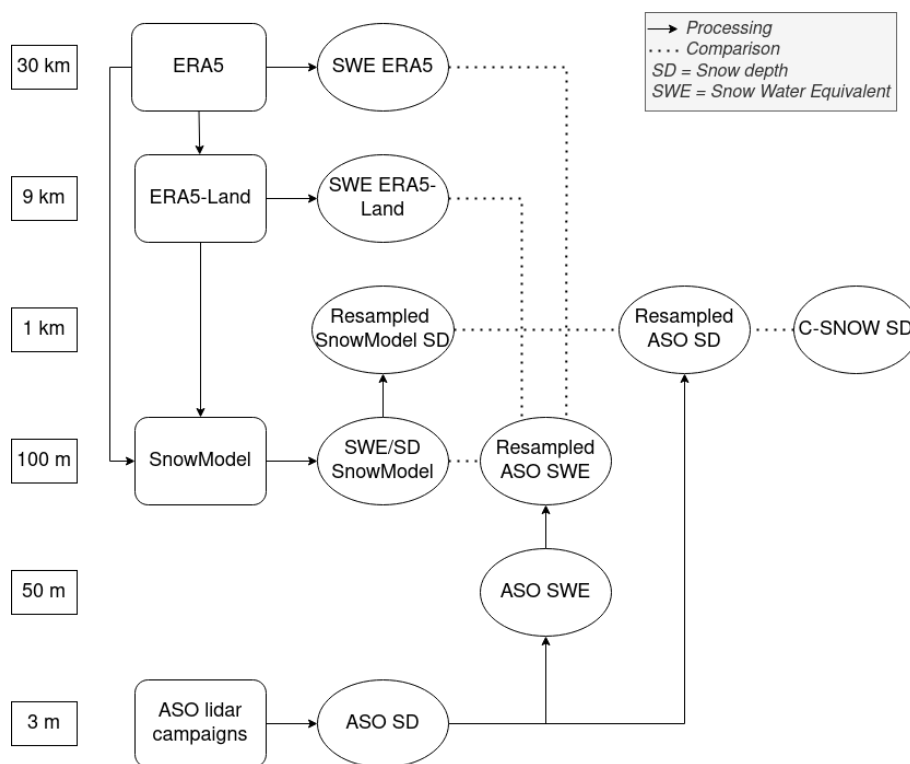 30 km
ERA5
SWE ERA5
Processing
Comparison
SD = Snow depth
SWE = Snow Water Equivalent
9 km
ERA5-Land
SWE ERA5-
Land
1 km
Resampled
SnowModel SD
Resampled
ASO SD
C-SNOW SD
100 m
SnowModel
SWE/SD
SnowModel
Resampled
ASO SWE
50 m
ASO SWE
3 m
ASO lidar
campaigns
ASO SD